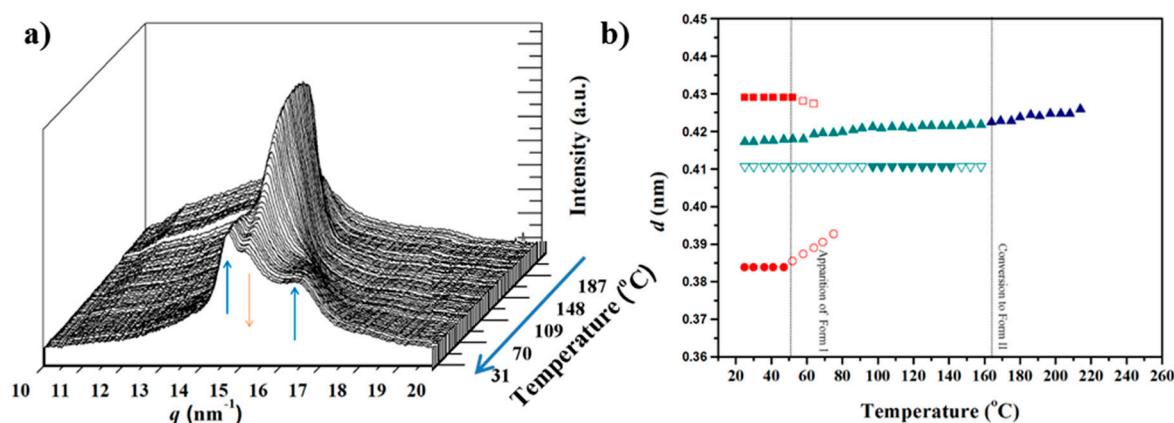 a)
Intensity (a.u.)
187
148
109
70
31
Temperature (°C)
10 11 12 13 14 15 16 17 18 19 20
q (nm⁻¹)
b)
0.45
0.44
0.43
0.42
0.41
0.40
0.39
0.38
0.37
0.36
d (nm)
Apparition of Form I
Conversion to Form II
20 40 60 80 100 120 140 160 180 200 220 240 260
Temperature (°C)